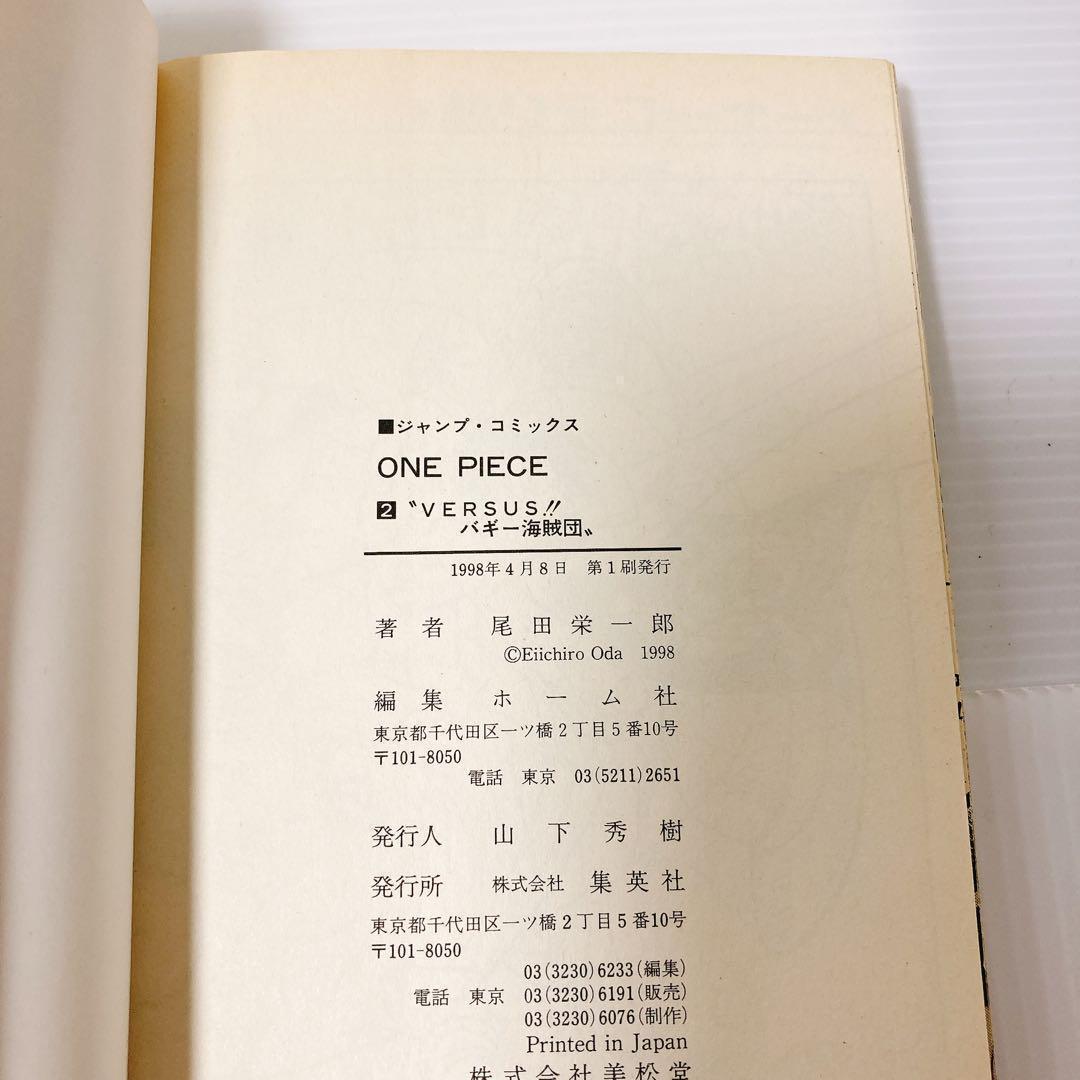 ■ジャンプ・コミックス
ONE PIECE
2 〝VERSUS!!
バギー海賊団〟
1998年4月8日 第1刷発行
著者 尾田栄一郎
©Eiichiro Oda 1998
編集 ホーム社
東京都千代田区一ツ橋2丁目5番10号
〒101-8050
電話 東京 03(5211)2651
発行人 山下秀樹
発行所 株式会社 集英社
東京都千代田区一ツ橋2丁目5番10号
〒101-8050
03(3230)6233(編集)
電話 東京 03(3230)6191(販売)
03(3230)6076(制作)
Printed in Japan
株式会社美松堂